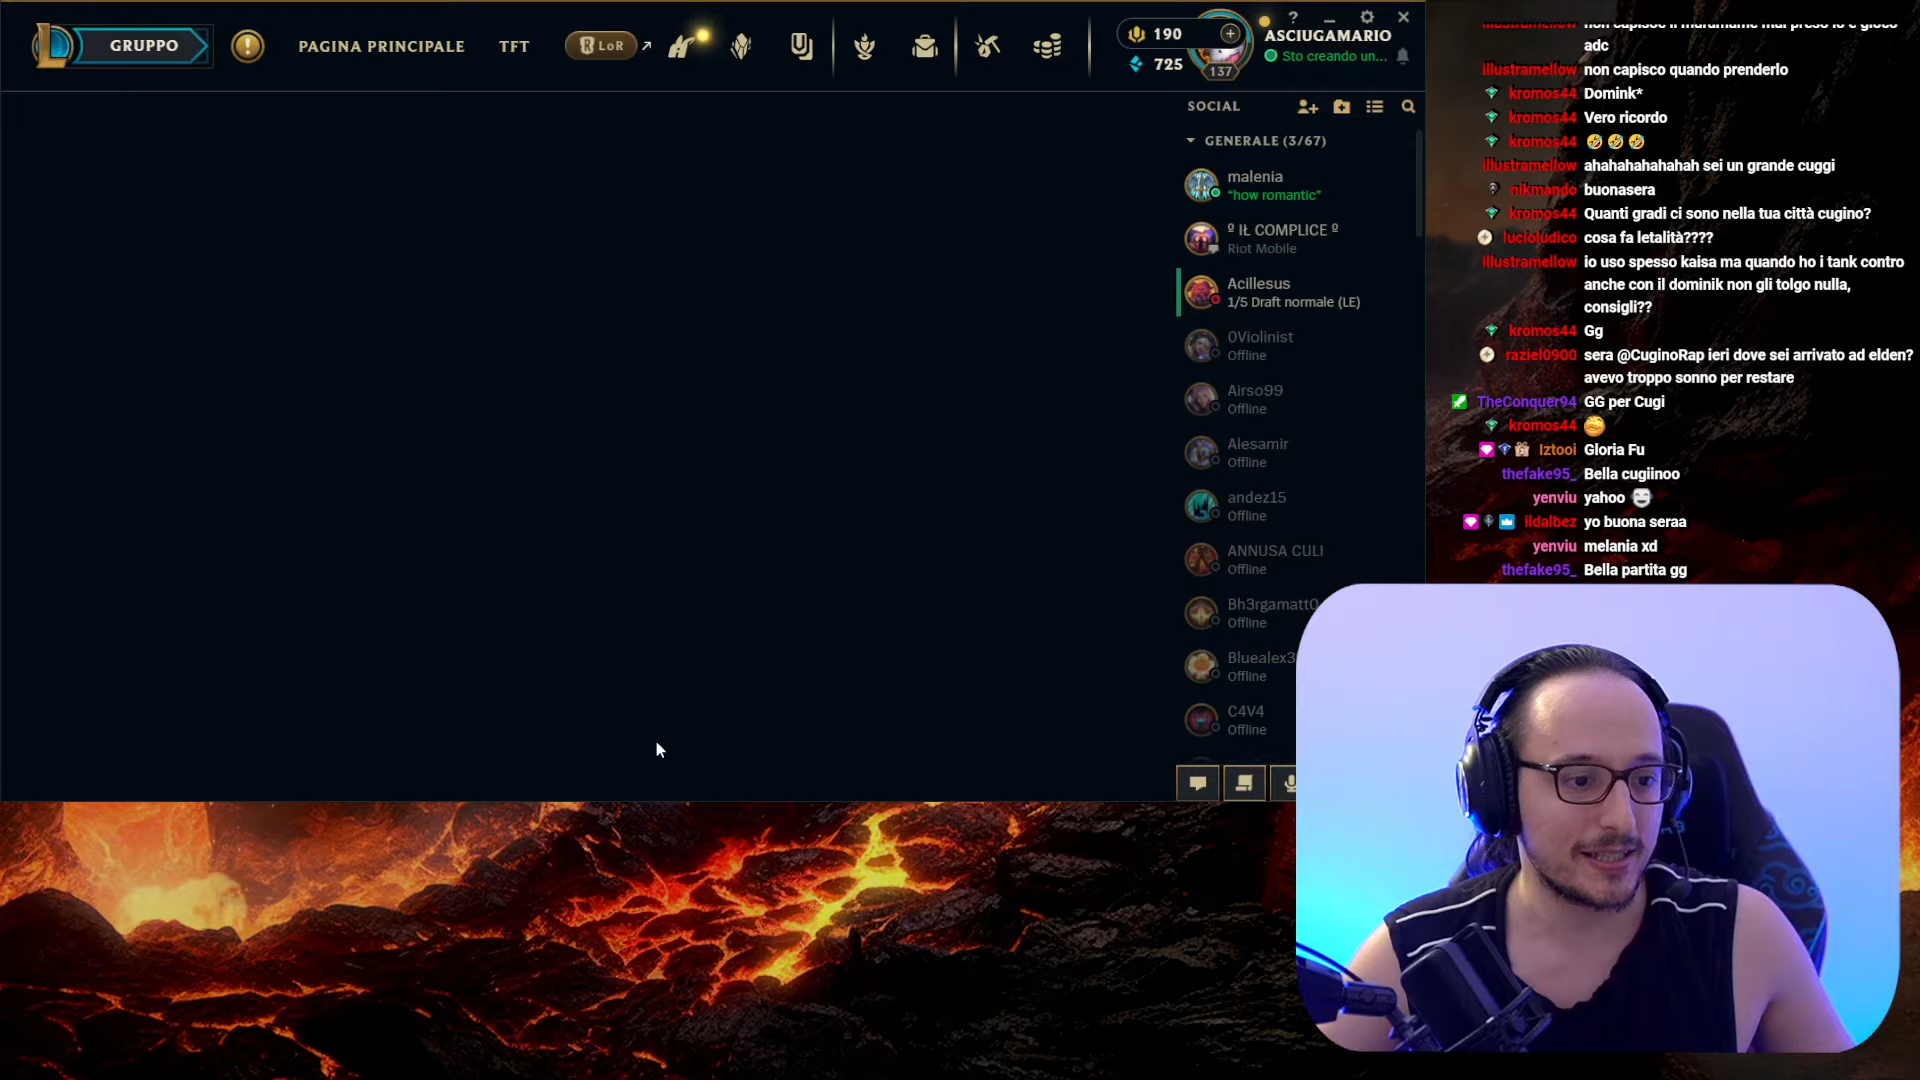 GRUPPO
PAGINA PRINCIPALE
TFT
LoR
190
725
137
ASCIUGAMARIO
Sto creando un...
SOCIAL
GENERALE (3/67)
malenia
"how romantic"
º IŁ COMPLICE º
Riot Mobile
Acillesus
1/5 Draft normale (LE)
0Violinist
Offline
Airso99
Offline
Alesamir
Offline
andez15
Offline
ANNUSA CULI
Offline
Bh3rgamatt0
Offline
Bluealex3
Offline
C4V4
Offline
adc
illustramellow non capisco quando prenderlo
kromos44 Domink*
kromos44 Vero ricordo
kromos44 🤣 🤣 🤣
illustramellow ahahahahahahah sei un grande cuggi
nikmando buonasera
kromos44 Quanti gradi ci sono nella tua città cugino?
lucioludico cosa fa letalità????
illustramellow io uso spesso kaisa ma quando ho i tank contro
anche con il dominik non gli tolgo nulla,
consigli??
kromos44 Gg
raziel0900 sera @CuginoRap ieri dove sei arrivato ad elden?
avevo troppo sonno per restare
TheConquer94 GG per Cugi
kromos44
Iztooi Gloria Fu
thefake95_ Bella cugiinoo
yenviu yahoo
ildalbez yo buona seraa
yenviu melania xd
thefake95_ Bella partita gg